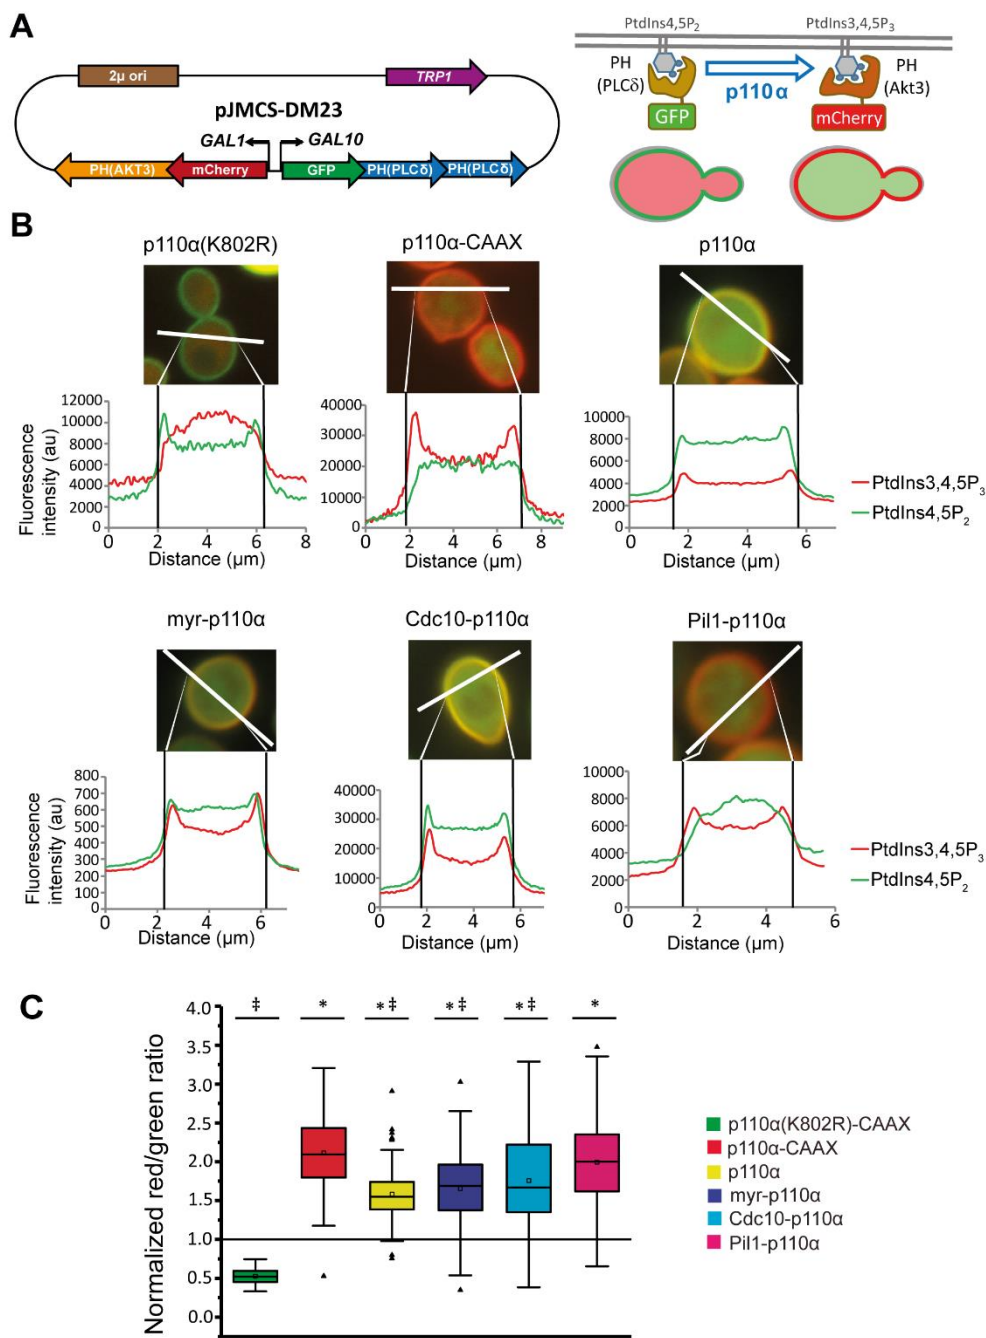 A
2μ ori
TRP1
pJMCS-DM23
GAL1
GAL10
PH(AKT3)
mCherry
GFP
PH(PLCδ)
PH(PLCδ)
PtdIns4,5P2
PtdIns3,4,5P3
PH
(PLCδ)
GFP
p110α
PH
(Akt3)
mCherry
B
p110α(K802R)
p110α-CAAX
p110α
Fluorescence
intensity (au)
12000
10000
8000
6000
4000
2000
0
0 2 4 6 8
Distance (μm)
40000
30000
20000
10000
0
0 2 4 6 8
Distance (μm)
10000
8000
6000
4000
2000
0
0 2 4 6
Distance (μm)
PtdIns3,4,5P3
PtdIns4,5P2
myr-p110α
Cdc10-p110α
Pil1-p110α
Fluorescence
intensity (au)
800
700
600
500
400
300
200
100
0
0 2 4 6
Distance (μm)
40000
30000
20000
10000
0
0 2 4 6
Distance (μm)
10000
8000
6000
4000
2000
0
0 2 4 6
Distance (μm)
PtdIns3,4,5P3
PtdIns4,5P2
C
Normalized red/green ratio
4.0
3.5
3.0
2.5
2.0
1.5
1.0
0.5
0.0
‡ * *‡ *‡ *‡ *
p110α(K802R)-CAAX
p110α-CAAX
p110α
myr-p110α
Cdc10-p110α
Pil1-p110α